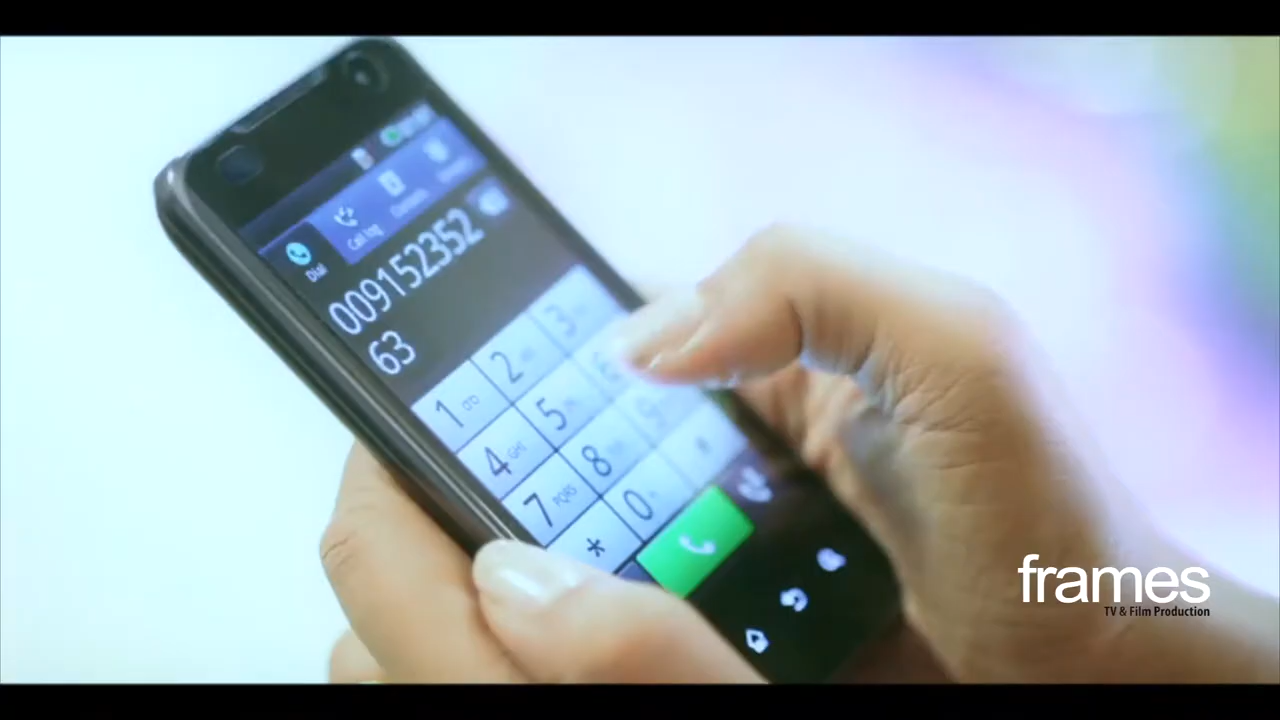 Dial
Call log
Contacts
009152352
63
1
2
3
4 GHI
5
6
7 PQRS
8
9
*
0
frames
TV & Film Production